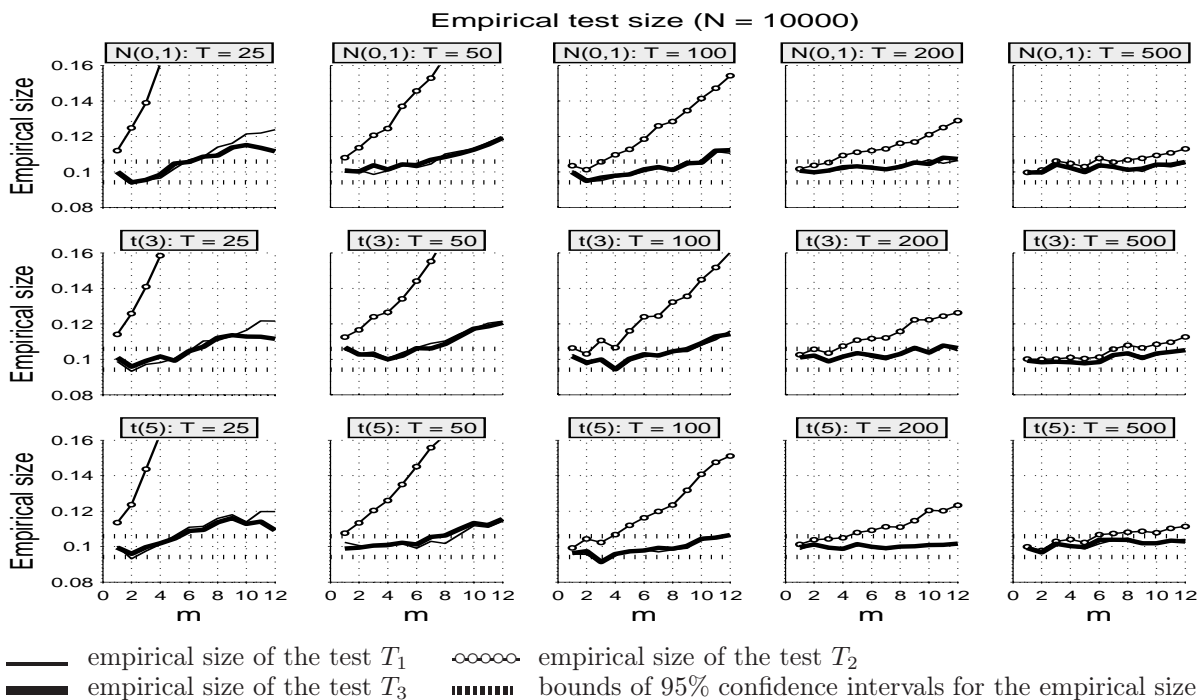 Empirical test size (N = 10000)
N(0,1): T = 25
N(0,1): T = 50
N(0,1): T = 100
N(0,1): T = 200
N(0,1): T = 500
Empirical size
0.16
0.14
0.12
0.1
0.08
t(3): T = 25
t(3): T = 50
t(3): T = 100
t(3): T = 200
t(3): T = 500
Empirical size
0.16
0.14
0.12
0.1
0.08
t(5): T = 25
t(5): T = 50
t(5): T = 100
t(5): T = 200
t(5): T = 500
Empirical size
0.16
0.14
0.12
0.1
0.08
0 2 4 6 8 10 12
0 2 4 6 8 10 12
0 2 4 6 8 10 12
0 2 4 6 8 10 12
0 2 4 6 8 10 12
m
m
m
m
m
empirical size of the test T1
empirical size of the test T2
empirical size of the test T3
bounds of 95% confidence intervals for the empirical size